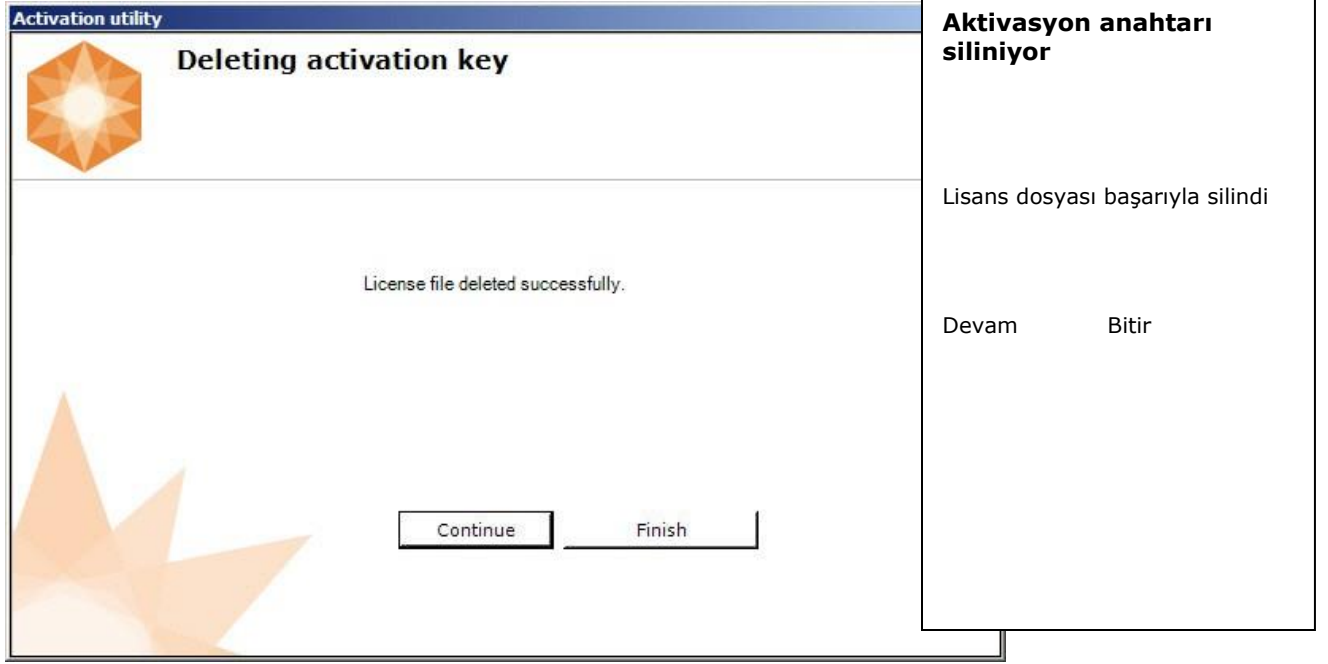 Activation utility
Deleting activation key
License file deleted successfully.
Continue
Finish
Aktivasyon anahtarı
siliniyor
Lisans dosyası başarıyla silindi
Devam Bitir